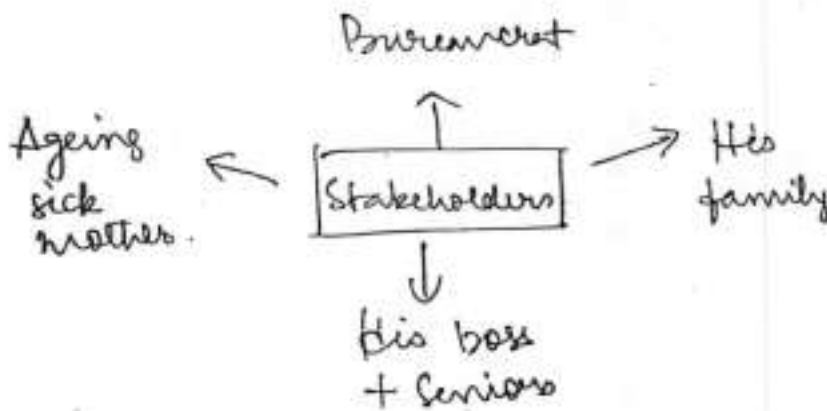 Bureaucrat
Ageing
sick
mother.
Stakeholders
His
family
His boss
+ Seniors